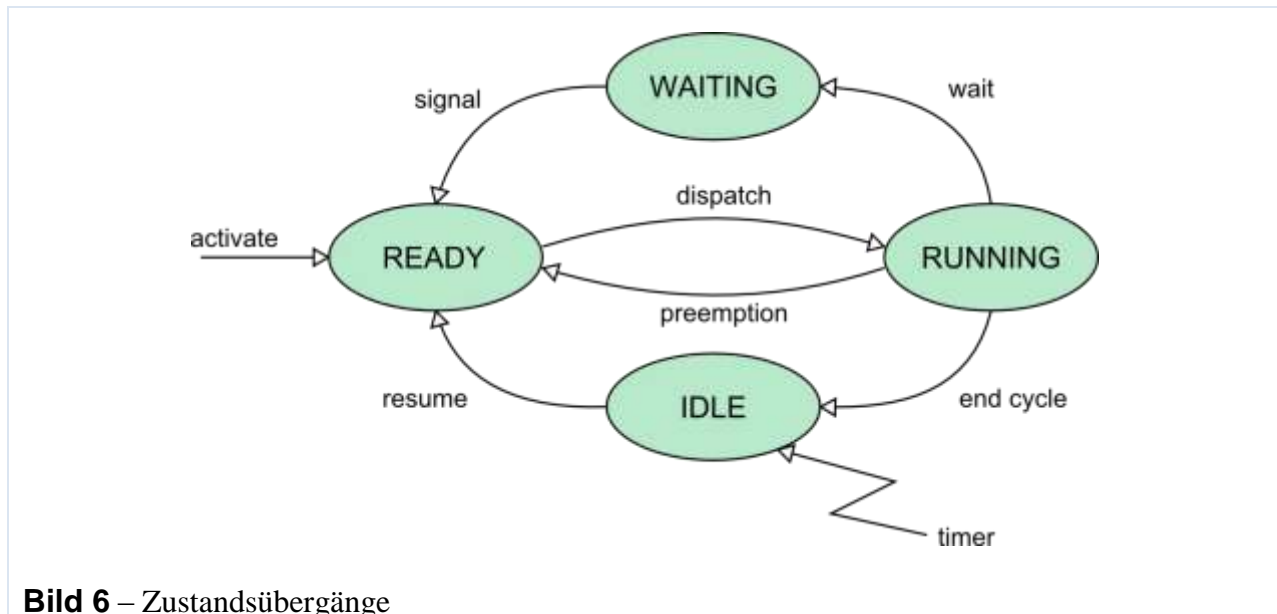 WAITING
wait
signal
dispatch
activate
READY
RUNNING
preemption
resume
IDLE
end cycle
timer
Bild 6 – Zustandsübergänge